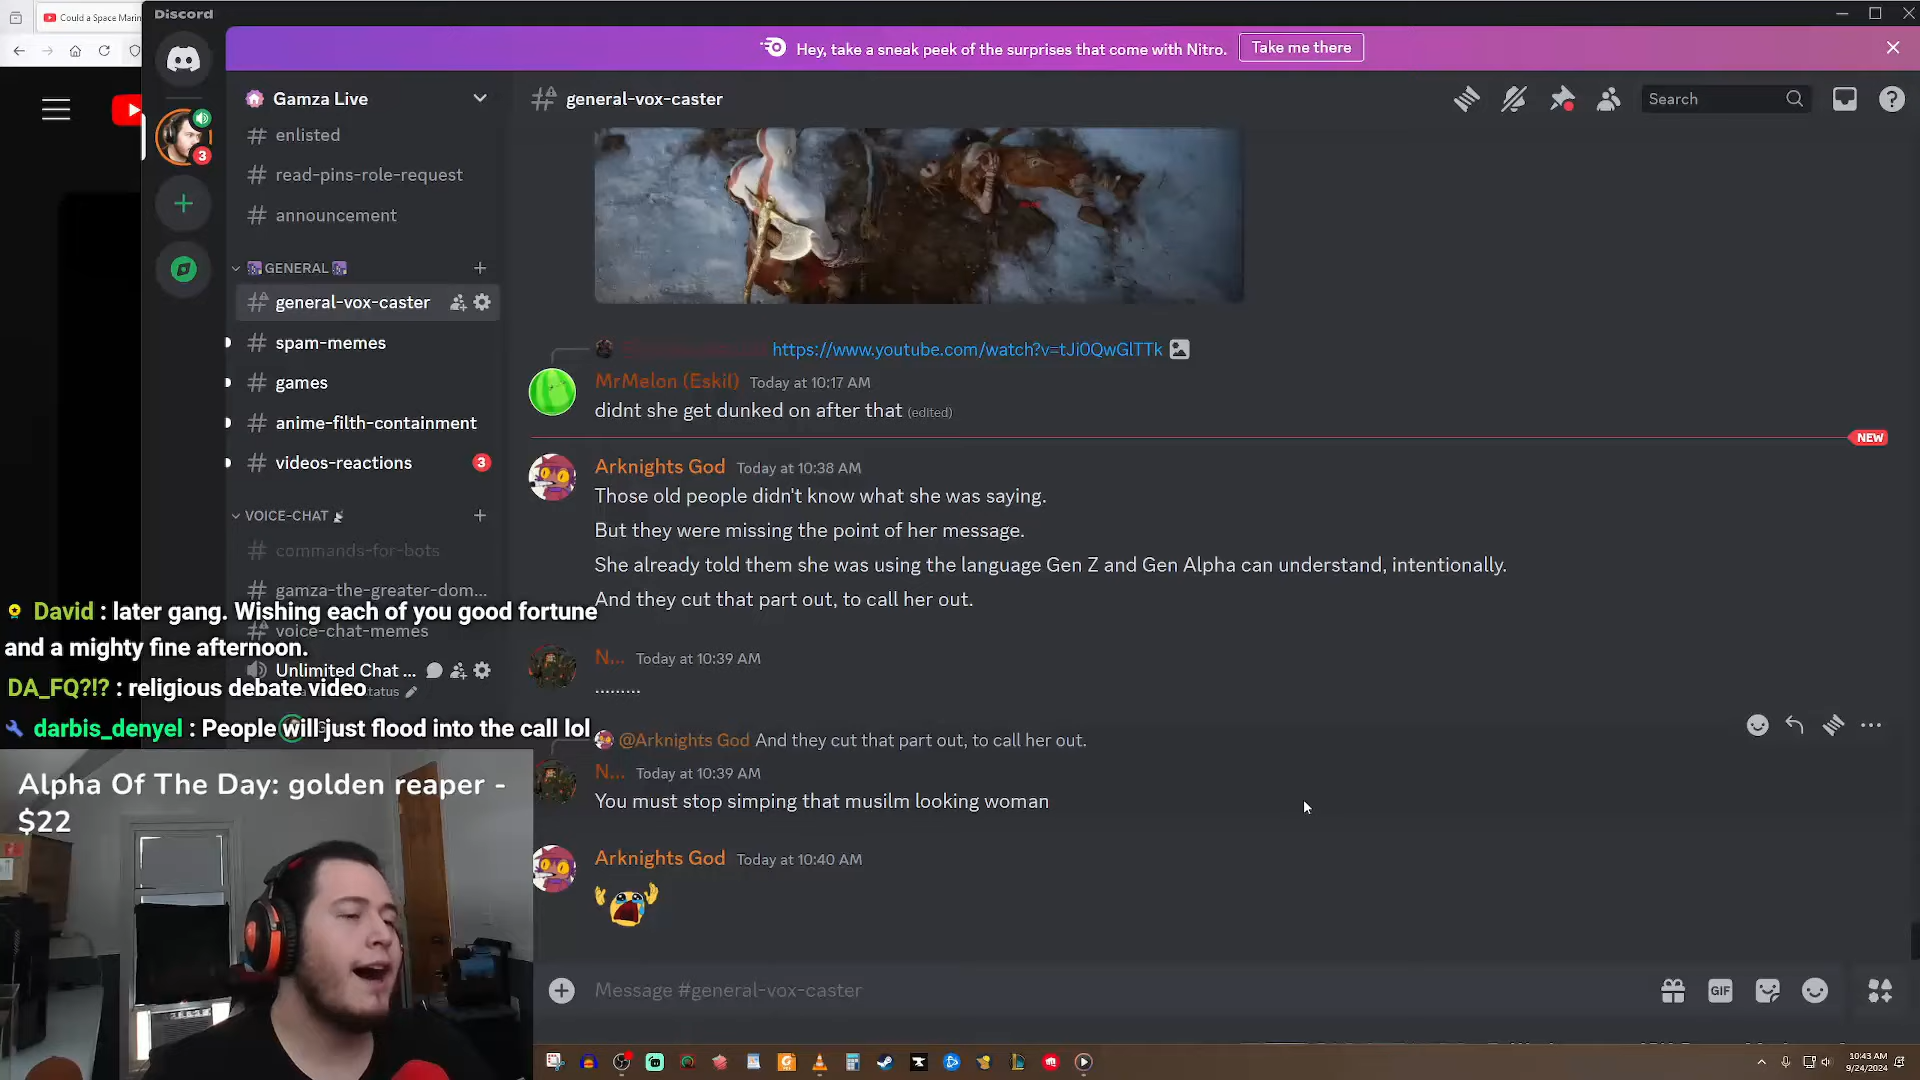 Could a Space Marin
Discord
Hey, take a sneak peek of the surprises that come with Nitro.
Take me there
Gamza Live
general-vox-caster
Search
enlisted
read-pins-role-request
announcement
GENERAL
general-vox-caster
spam-memes
games
anime-filth-containment
videos-reactions
3
3
VOICE-CHAT
commands-for-bots
gamza-the-greater-dom...
voice-chat-memes
Unlimited Chat ...
status
https://www.youtube.com/watch?v=tJi0QwGlTTk
MrMelon (Eskil) Today at 10:17 AM
didnt she get dunked on after that (edited)
NEW
Arknights God Today at 10:38 AM
Those old people didn't know what she was saying.
But they were missing the point of her message.
She already told them she was using the language Gen Z and Gen Alpha can understand, intentionally.
And they cut that part out, to call her out.
N... Today at 10:39 AM
.........
@Arknights God And they cut that part out, to call her out.
N... Today at 10:39 AM
You must stop simping that musilm looking woman
Arknights God Today at 10:40 AM
Message #general-vox-caster
GIF
David : later gang. Wishing each of you good fortune
and a mighty fine afternoon.
DA_FQ?!? : religious debate video
darbis_denyel : People will just flood into the call lol
Alpha Of The Day: golden reaper -
$22
10:43 AM
9/24/2024